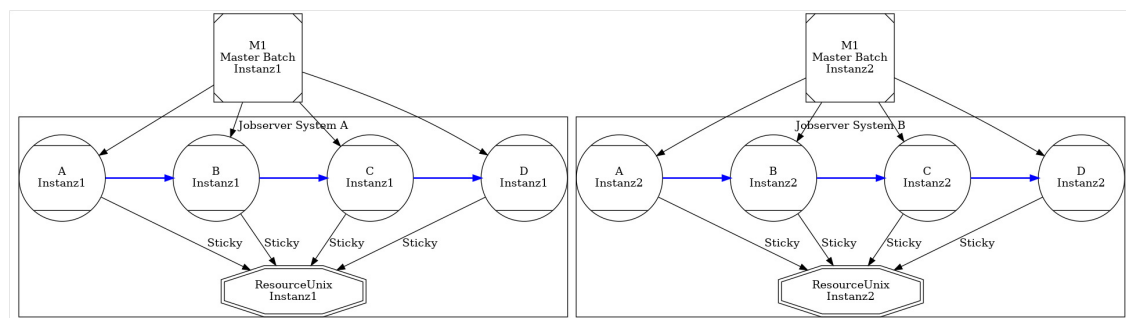 M1
Master Batch
Instanz1
M1
Master Batch
Instanz2
Jobserver System A
A
Instanz1
B
Instanz1
C
Instanz1
D
Instanz1
Sticky
Sticky
Sticky
Sticky
ResourceUnix
Instanz1
Jobserver System B
A
Instanz2
B
Instanz2
C
Instanz2
D
Instanz2
Sticky
Sticky
Sticky
Sticky
ResourceUnix
Instanz2